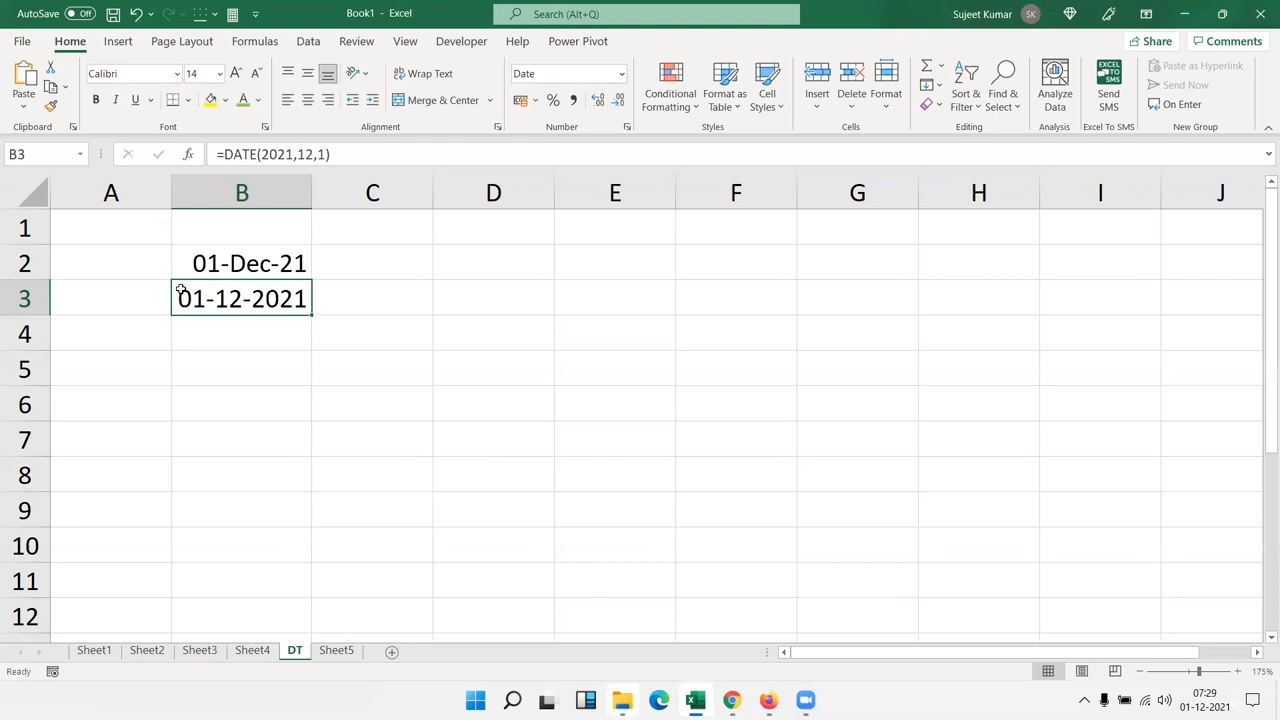 AutoSave Off Book1 - Excel Search (Alt+Q) Sujeet Kumar SK
File Home Insert Page Layout Formulas Data Review View Developer Help Power Pivot Share Comments
Paste Calibri 14 Wrap Text Date Conditional Formatting Format as Table Cell Styles Insert Delete Format Sort & Filter Find & Select Analyze Data Send SMS Paste as Hyperlink
B I U Merge & Center Send Now
On Enter
Clipboard Font Alignment Number Styles Cells Editing Analysis Excel To SMS New Group
B3 fx =DATE(2021,12,1)
A B C D E F G H I J
1
2 01-Dec-21
3 01-12-2021
4
5
6
7
8
9
10
11
12
Sheet1 Sheet2 Sheet3 Sheet4 DT Sheet5
Ready 175%
07:29
01-12-2021